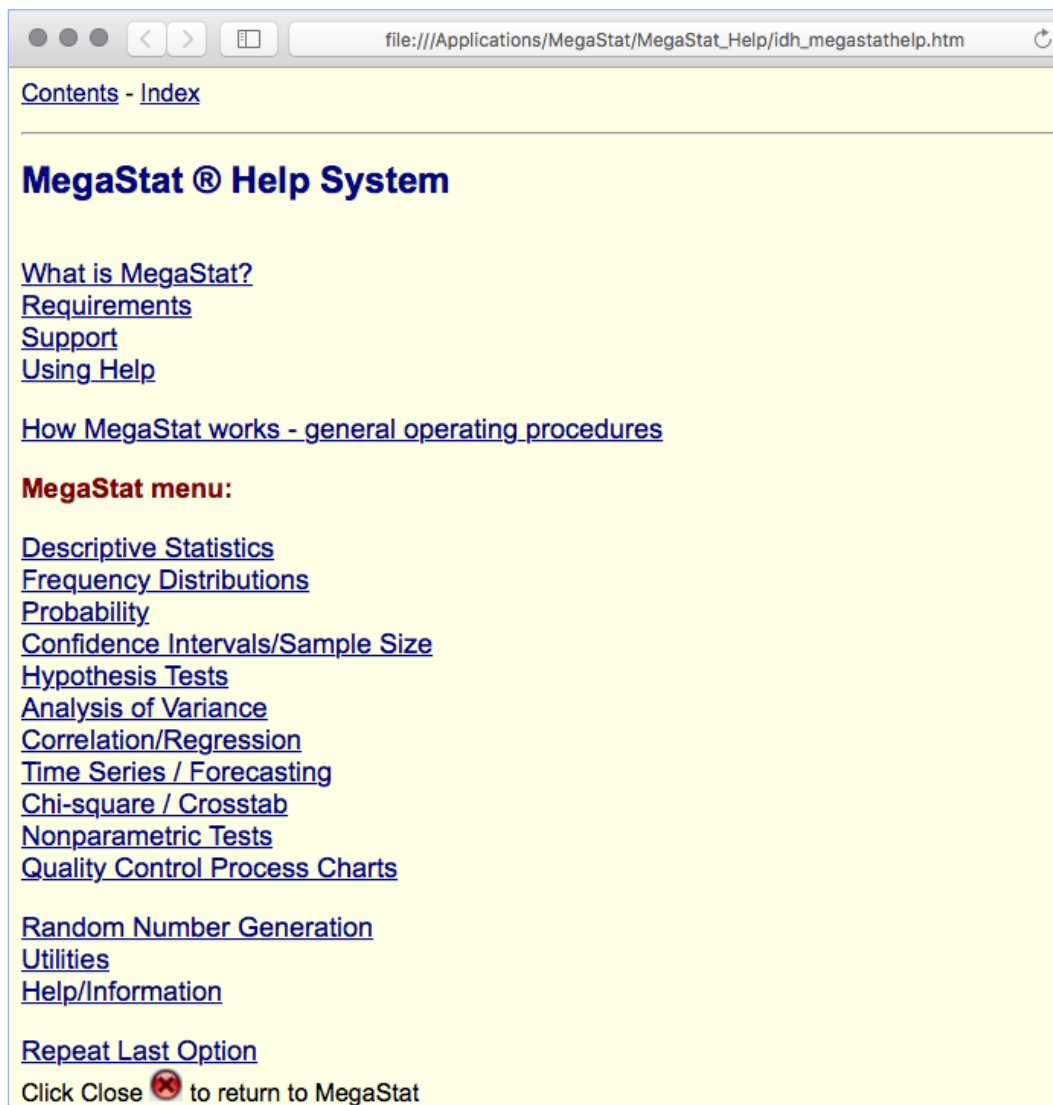 file:///Applications/MegaStat/MegaStat_Help/idh_megastathelp.htm
Contents - Index
MegaStat ® Help System
What is MegaStat?
Requirements
Support
Using Help
How MegaStat works - general operating procedures
MegaStat menu:
Descriptive Statistics
Frequency Distributions
Probability
Confidence Intervals/Sample Size
Hypothesis Tests
Analysis of Variance
Correlation/Regression
Time Series / Forecasting
Chi-square / Crosstab
Nonparametric Tests
Quality Control Process Charts
Random Number Generation
Utilities
Help/Information
Repeat Last Option
Click Close to return to MegaStat